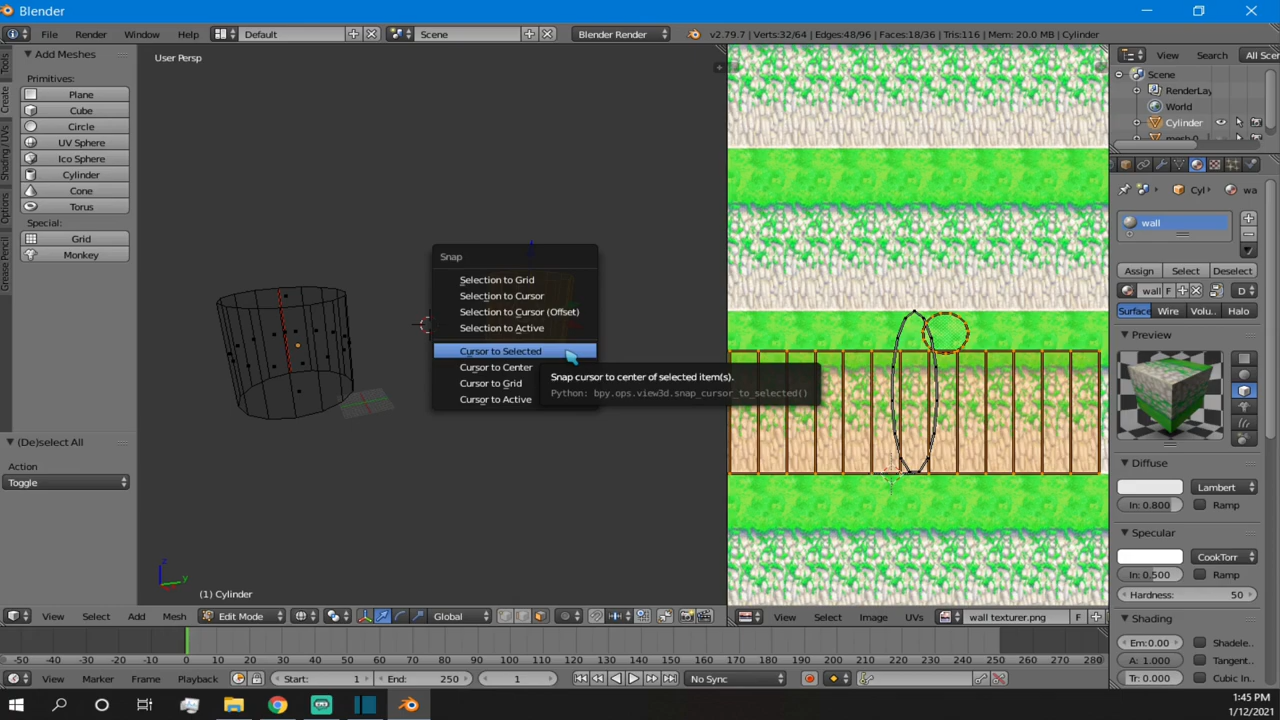 Blender
File
Render
Window
Help
Default
Scene
Blender Render
v2.79.7 | Verts:32/64 | Edges:48/96 | Faces:18/36 | Tris:116 | Mem: 20.0 MB | Cylinder
Add Meshes
Primitives:
Plane
Cube
Circle
UV Sphere
Ico Sphere
Cylinder
Cone
Torus
Special:
Grid
Monkey
Tools
Create
Shading / UVs
Options
Grease Pencil
(De)select All
Action
Toggle
User Persp
Snap
Selection to Grid
Selection to Cursor
Selection to Cursor (Offset)
Selection to Active
Cursor to Selected
Cursor to Center
Cursor to Grid
Cursor to Active
Snap cursor to center of selected item(s).
Python: bpy.ops.view3d.snap_cursor_to_selected()
z
y
(1) Cylinder
View
Select
Add
Mesh
Edit Mode
Global
View
Select
Image
UVs
wall texturer.png
F
View
Search
All Scen
Scene
RenderLay
World
Cylinder
Cyl
wa
wall
Assign
Select
Deselect
wall
F
D
Surface
Wire
Volu..
Halo
Preview
Diffuse
Lambert
In: 0.800
Ramp
Specular
CookTorr
In: 0.500
Ramp
Hardness:
50
Shading
Em:0.00
Shadele..
A: 1.000
Tangent..
Tr: 0.000
Cubic In..
-50 -40 -30 -20 -10 0 10 20 30 40 50 60 70 80 90 100 110 120 130 140 150 160 170 180 190 200 210 220 230 240 250 260 270 280
View
Marker
Frame
Playback
Start:
1
End:
250
1
No Sync
1:45 PM
1/12/2021